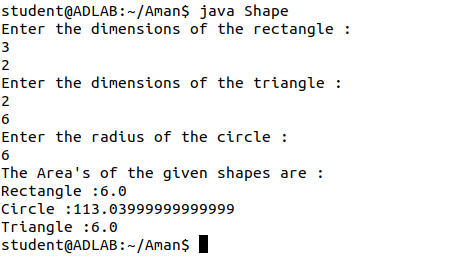 student@ADLAB:~/Aman$ java Shape
Enter the dimensions of the rectangle :
3
2
Enter the dimensions of the triangle :
2
6
Enter the radius of the circle :
6
The Area's of the given shapes are :
Rectangle :6.0
Circle :113.03999999999999
Triangle :6.0
student@ADLAB:~/Aman$